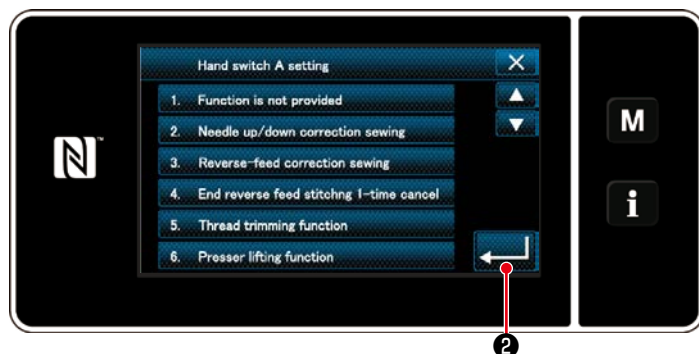 Hand switch A setting
1. Function is not provided
2. Needle up/down correction sewing
3. Reverse-feed correction sewing
4. End reverse feed stitchng 1-time cancel
5. Thread trimming function
6. Presser lifting function
M
i
N
❷